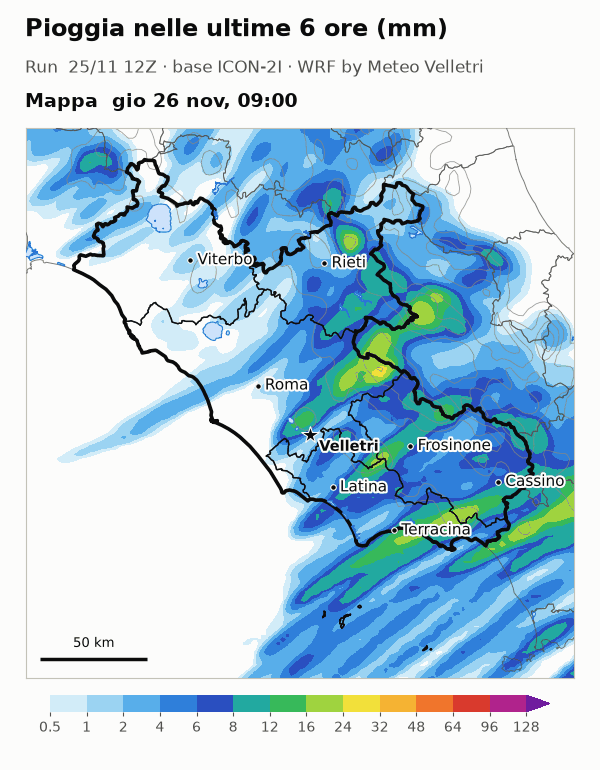 Pioggia nelle ultime 6 ore (mm)
Run  25/11 12Z · base ICON-2I · WRF by Meteo Velletri
Mappa  gio 26 nov, 09:00
Viterbo
Rieti
Roma
Velletri
Frosinone
Latina
Cassino
Terracina
50 km
0.5 1 2 4 6 8 12 16 24 32 48 64 96 128